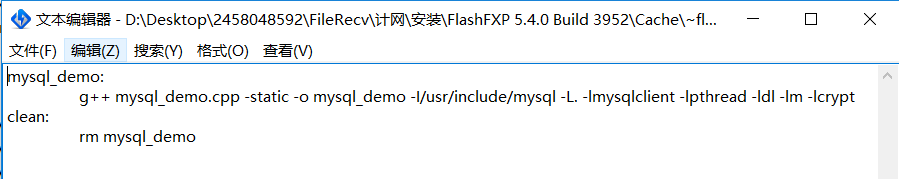 文本编辑器 - D:\Desktop\2458048592\FileRecv\计网\安装\FlashFXP 5.4.0 Build 3952\Cache\~fl...
文件(F) 编辑(Z) 搜索(Y) 格式(O) 查看(V)
mysql_demo:
g++ mysql_demo.cpp -static -o mysql_demo -I/usr/include/mysql -L. -lmysqlclient -lpthread -ldl -lm -lcrypt
clean:
rm mysql_demo